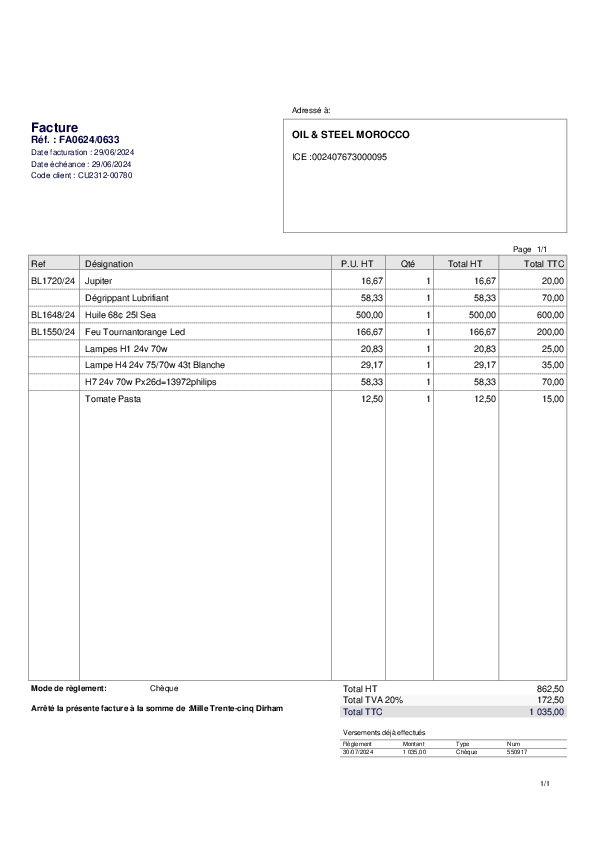 Adressé à:
Facture
Réf. : FA0624/0633
Date facturation : 29/06/2024
Date échéance : 29/06/2024
Code client : CU2312-00780
OIL & STEEL MOROCCO
ICE :002407673000095
Page 1/1
Ref Désignation P.U. HT Qté Total HT Total TTC
BL1720/24 Jupiter 16,67 1 16,67 20,00
Dégrippant Lubrifiant 58,33 1 58,33 70,00
BL1648/24 Huile 68c 25l Sea 500,00 1 500,00 600,00
BL1550/24 Feu Tournantorange Led 166,67 1 166,67 200,00
Lampes H1 24v 70w 20,83 1 20,83 25,00
Lampe H4 24v 75/70w 43t Blanche 29,17 1 29,17 35,00
H7 24v 70w Px26d=13972philips 58,33 1 58,33 70,00
Tomate Pasta 12,50 1 12,50 15,00
Mode de règlement: Chèque
Arrêté la présente facture à la somme de :Mille Trente-cinq Dirham
Total HT 862,50
Total TVA 20% 172,50
Total TTC 1 035,00
Versements déjà effectués
Règlement Montant Type Num
30/07/2024 1 035,00 Chèque 550917
1/1